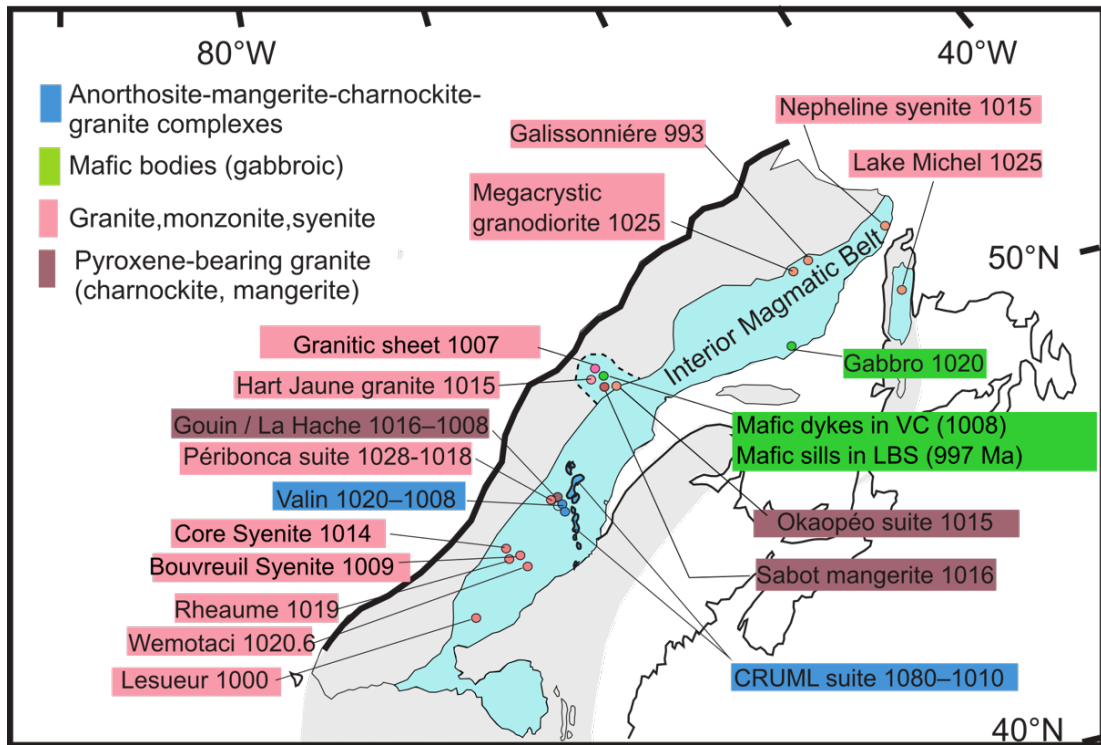 80°W
40°W
Anorthosite-mangerite-charnockite-
granite complexes
Mafic bodies (gabbroic)
Granite,monzonite,syenite
Pyroxene-bearing granite
(charnockite, mangerite)
Nepheline syenite 1015
Galissonniére 993
Lake Michel 1025
Megacrystic
granodiorite 1025
50°N
Interior Magmatic Belt
Granitic sheet 1007
Gabbro 1020
Hart Jaune granite 1015
Gouin / La Hache 1016–1008
Mafic dykes in VC (1008)
Mafic sills in LBS (997 Ma)
Péribonca suite 1028-1018
Valin 1020–1008
Okaopéo suite 1015
Core Syenite 1014
Bouvreuil Syenite 1009
Sabot mangerite 1016
Rheaume 1019
Wemotaci 1020.6
Lesueur 1000
CRUML suite 1080–1010
40°N